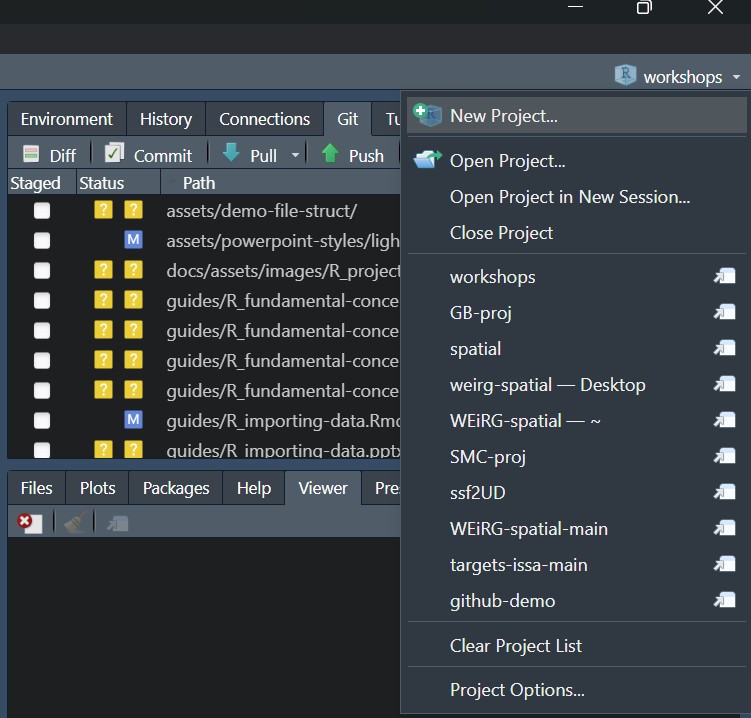 workshops
Environment History Connections Git Tu
Diff Commit Pull Push
Staged Status Path
? ? assets/demo-file-struct/
M assets/powerpoint-styles/ligh
? ? docs/assets/images/R_project
? ? guides/R_fundamental-conce
? ? guides/R_fundamental-conce
? ? guides/R_fundamental-conce
? ? guides/R_fundamental-conce
M guides/R_importing-data.Rmd
? ? guides/R_importing-data.pptx
Files Plots Packages Help Viewer Pre
New Project...
Open Project...
Open Project in New Session...
Close Project
workshops
GB-proj
spatial
weirg-spatial — Desktop
WEiRG-spatial — ~
SMC-proj
ssf2UD
WEiRG-spatial-main
targets-issa-main
github-demo
Clear Project List
Project Options...